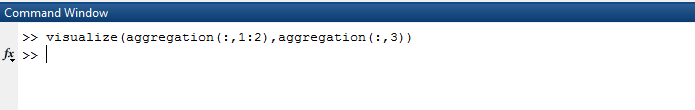 Command Window
>> visualize(aggregation(:,1:2),aggregation(:,3))
fx >>